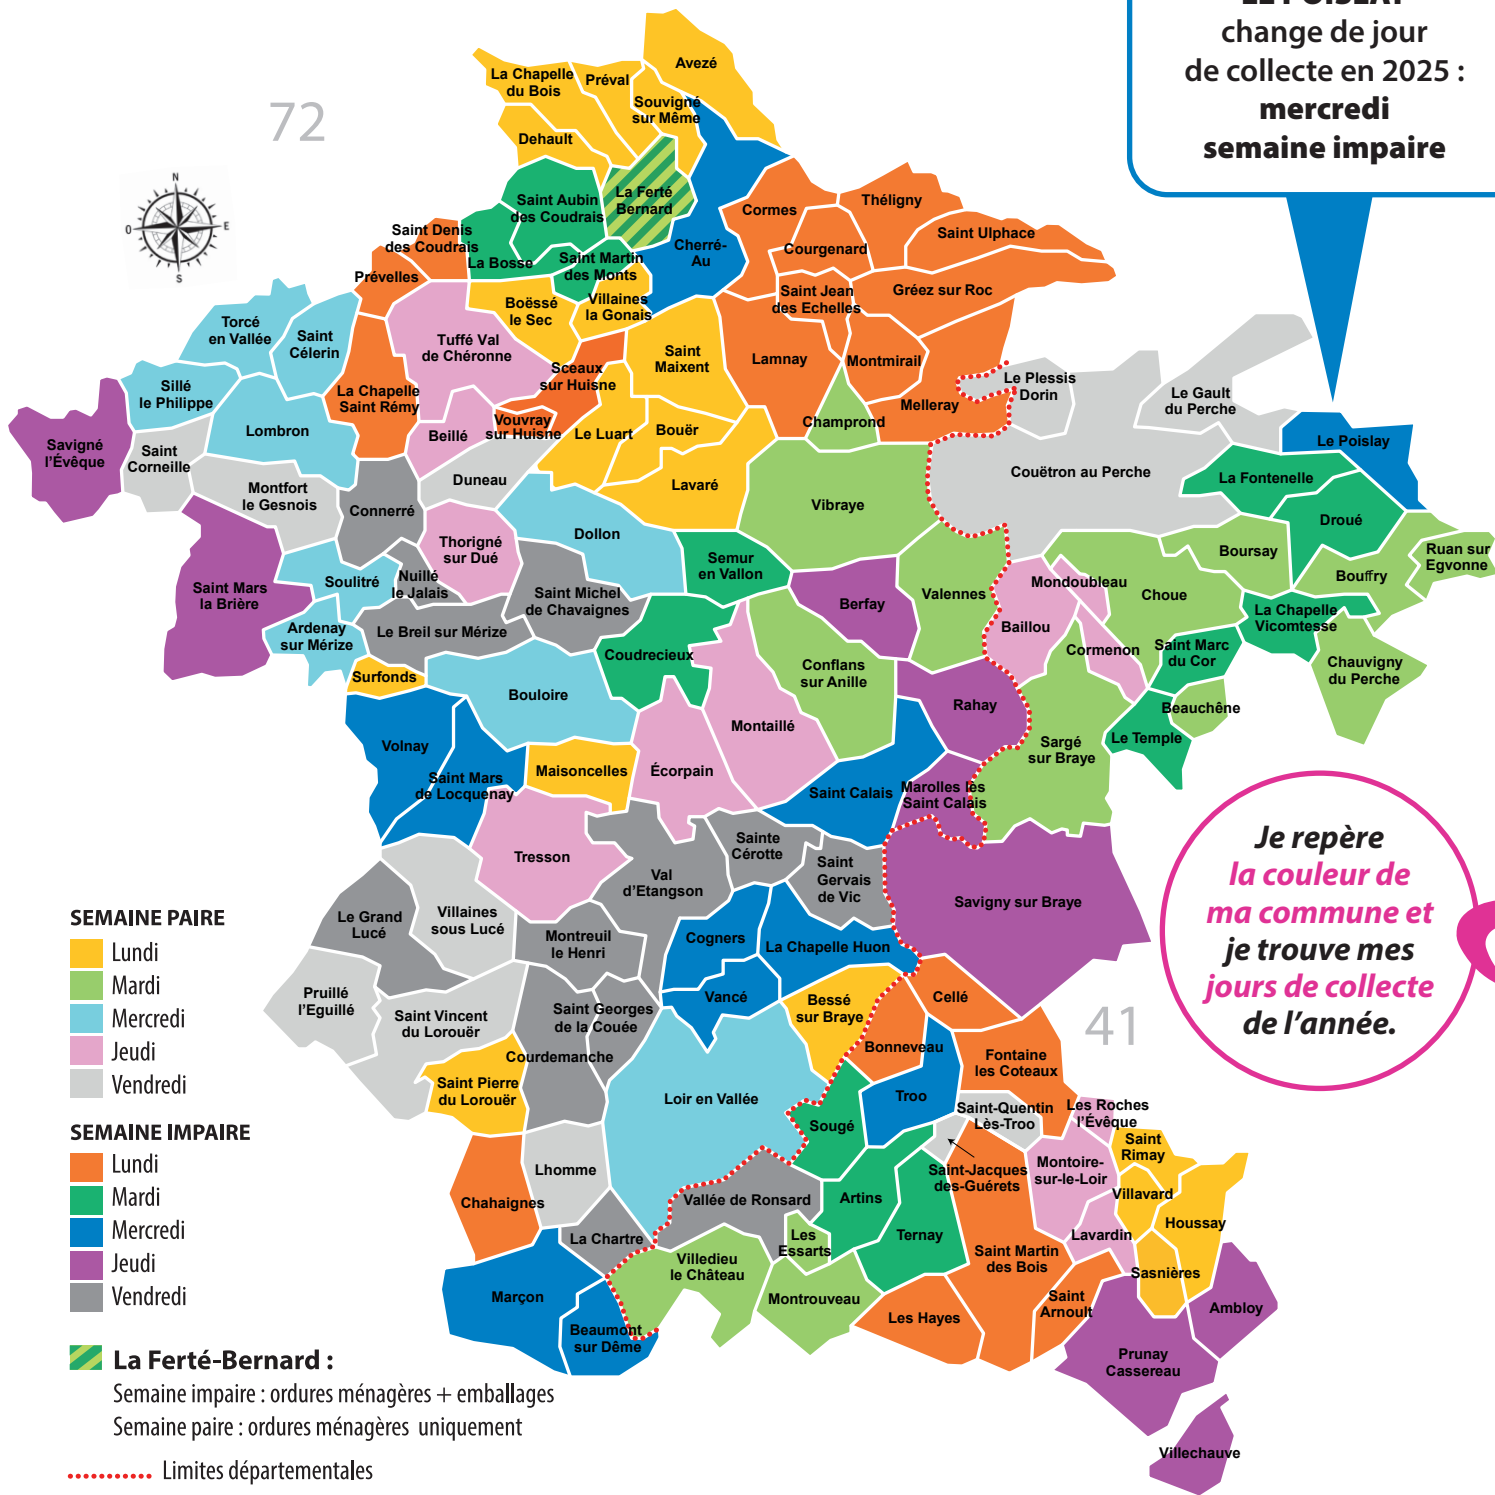 LE POISLAY
change de jour
de collecte en 2025 :
mercredi
semaine impaire
72
N
O
E
S
La Chapelle
du Bois
Préval
Avezé
Souvigné
sur Même
Dehault
Saint Aubin
des Coudrais
La Ferté
Bernard
Cormes
Théligny
Saint Denis
des Coudrais
La Bosse
Saint Martin
des Monts
Cherré-
Au
Courgenard
Saint Ulphace
Prévelles
Boëssé
le Sec
Villaines
la Gonais
Saint Jean
des Echelles
Gréez sur Roc
Torcé
en Vallée
Saint
Célerin
Tuffé Val
de Chéronne
Sceaux
sur Huisne
Saint
Maixent
Lamnay
Montmirail
Sillé
le Philippe
La Chapelle
Saint Rémy
Vouvray
sur Huisne
Le Luart
Bouër
Champrond
Melleray
Le Plessis
Dorin
Le Gault
du Perche
Savigné
l'Évêque
Saint
Corneille
Lombron
Beillé
Le Poislay
Montfort
le Gesnois
Connerré
Duneau
Lavaré
Vibraye
Couëtron au Perche
La Fontenelle
Droué
Thorigné
sur Dué
Dollon
Semur
en Vallon
Boursay
Ruan sur
Egvonne
Saint Mars
la Brière
Soulitré
Nuillé
le Jalais
Saint Michel
de Chavaignes
Berfay
Valennes
Mondoubleau
Choue
Bouffry
Ardenay
sur Mérize
Le Breil sur Mérize
Coudrecieux
Baillou
La Chapelle
Vicomtesse
Surfonds
Bouloire
Conflans
sur Anille
Cormenon
Saint Marc
du Cor
Chauvigny
du Perche
Volnay
Montaillé
Rahay
Beauchêne
Saint Mars
de Locquenay
Maisoncelles
Écorpain
Sargé
sur Braye
Le Temple
Saint Calais
Marolles lès
Saint Calais
Tresson
Sainte
Cérotte
Saint
Gervais
de Vic
Val
d'Etangson
Savigny sur Braye
Je repère
la couleur de
ma commune et
je trouve mes
jours de collecte
de l'année.
Le Grand
Lucé
Villaines
sous Lucé
Montreuil
le Henri
Cogners
La Chapelle Huon
Pruillé
l'Eguillé
Saint Vincent
du Lorouër
Saint Georges
de la Couée
Vancé
Bessé
sur Braye
Cellé
41
Courdemanche
Bonneveau
Fontaine
les Coteaux
Saint Pierre
du Lorouër
Loir en Vallée
Troo
Sougé
Saint-Quentin
Lès-Troo
Les Roches
l'Évêque
Saint
Rimay
Lhomme
Saint-Jacques
des-Guérets
Montoire-
sur-le-Loir
Chahaignes
Vallée de Ronsard
Artins
Villavard
Houssay
La Chartre
Les
Essarts
Ternay
Lavardin
Villedieu
le Château
Saint Martin
des Bois
Sasnières
Marçon
Montrouveau
Les Hayes
Saint
Arnoult
Ambloy
Beaumont
sur Dême
Prunay
Cassereau
Villechauve
SEMAINE PAIRE
Lundi
Mardi
Mercredi
Jeudi
Vendredi
SEMAINE IMPAIRE
Lundi
Mardi
Mercredi
Jeudi
Vendredi
La Ferté-Bernard :
Semaine impaire : ordures ménagères + emballages
Semaine paire : ordures ménagères uniquement
Limites départementales